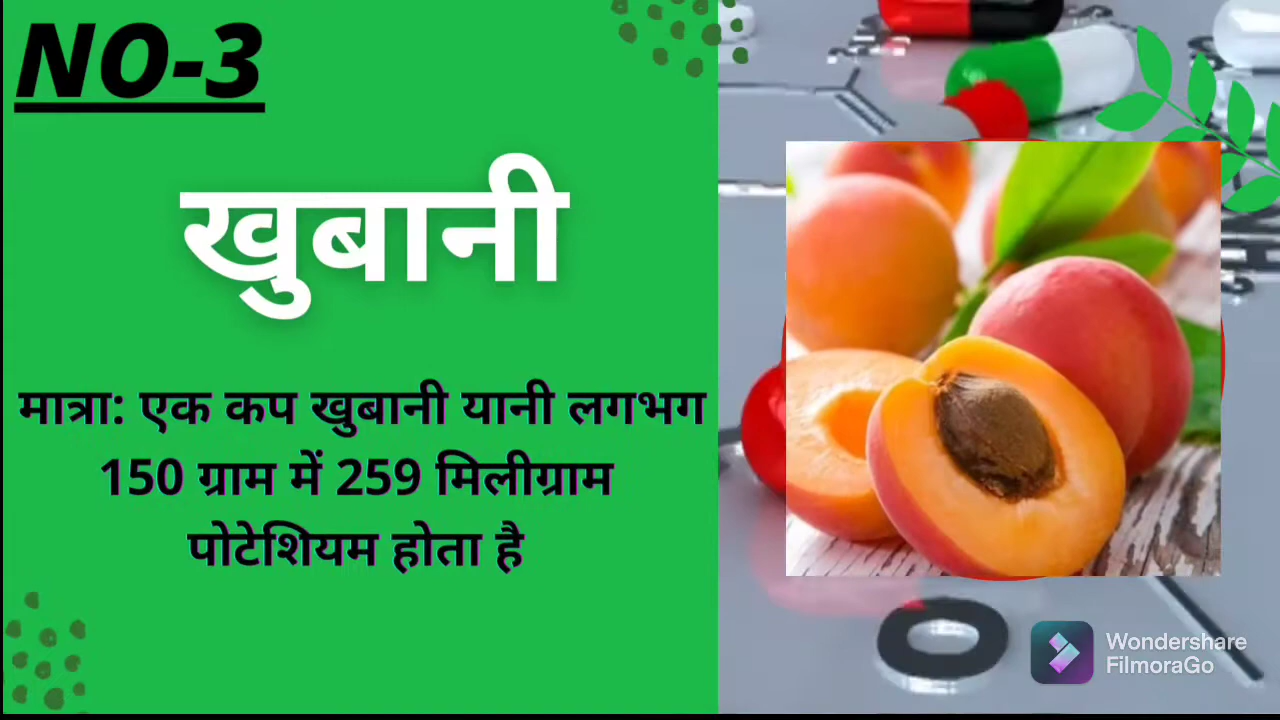 NO-3
खुबानी
मात्रा: एक कप खुबानी यानी लगभग
150 ग्राम में 259 मिलीग्राम
पोटेशियम होता है
Wondershare
FilmoraGo